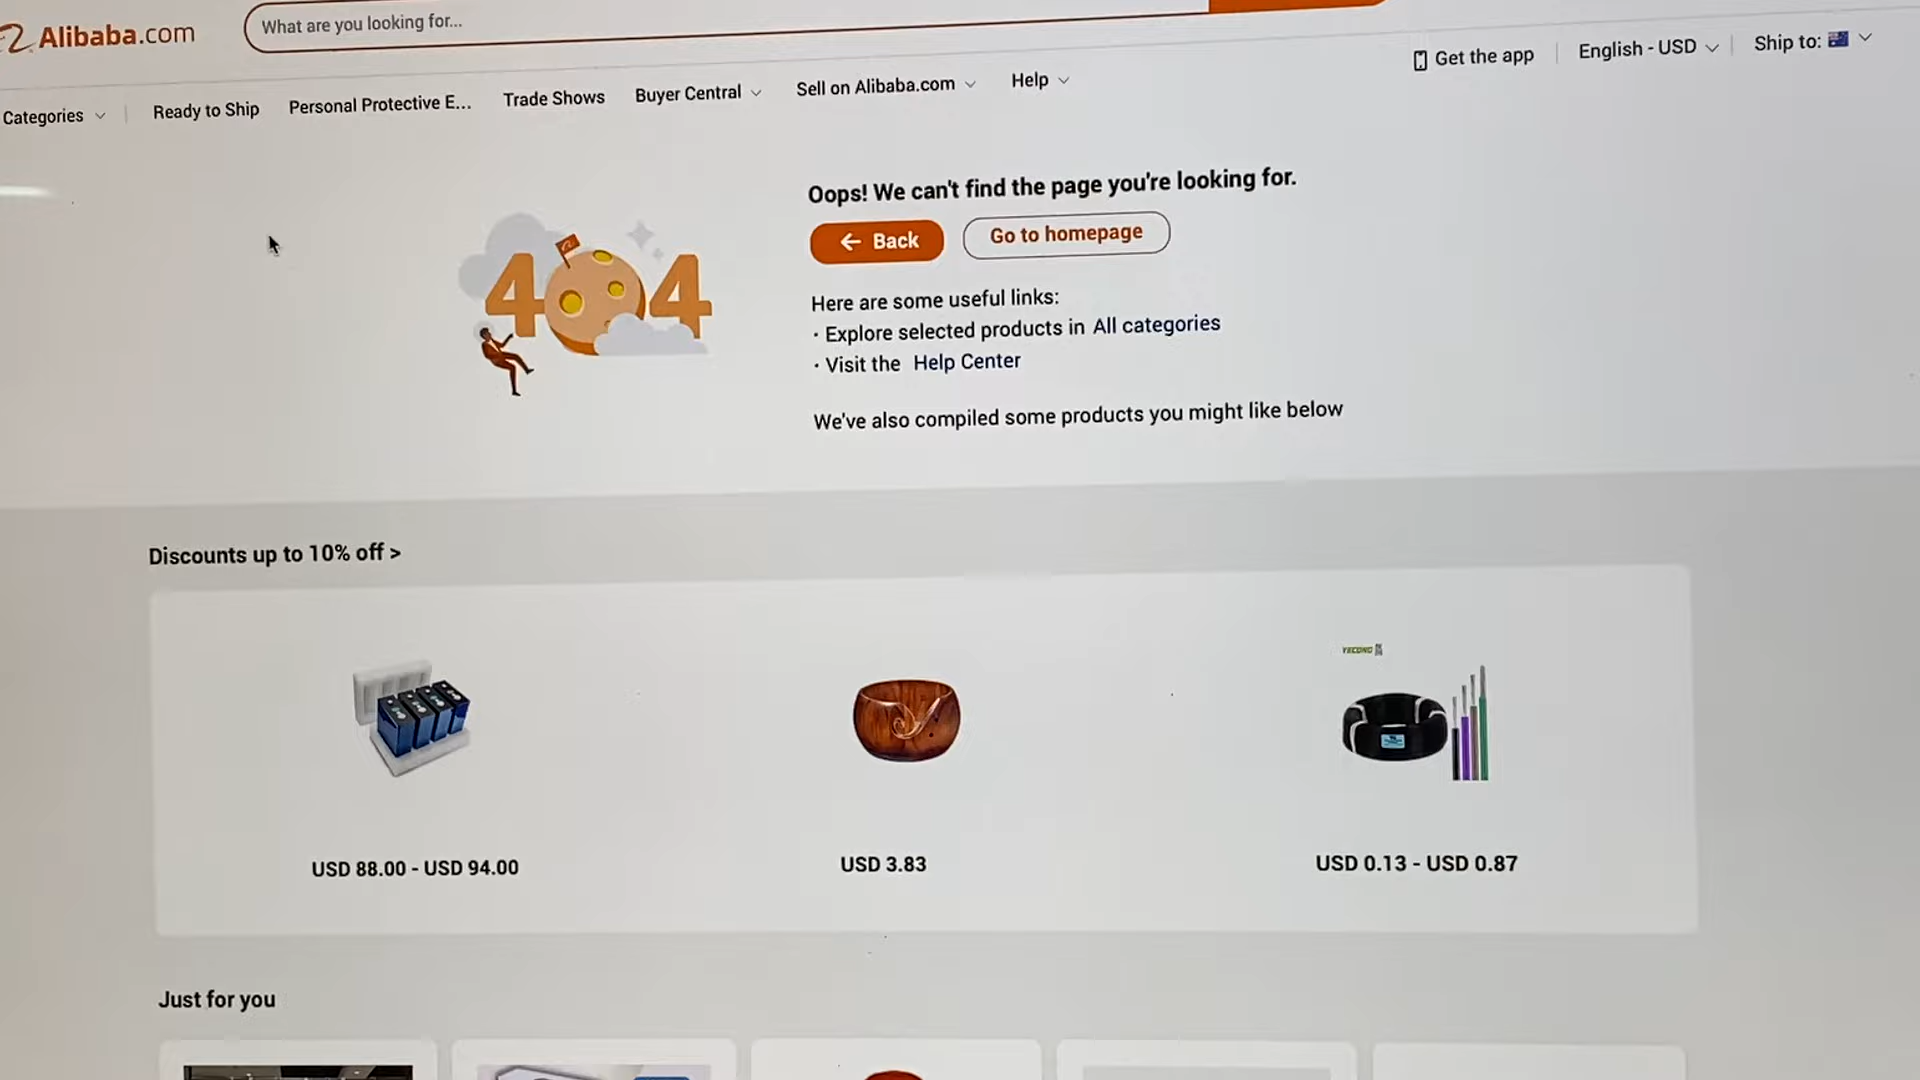 Alibaba.com
What are you looking for...
Get the app
English - USD
Ship to:
Categories
Ready to Ship
Personal Protective E...
Trade Shows
Buyer Central
Sell on Alibaba.com
Help
404
Oops! We can't find the page you're looking for.
← Back
Go to homepage
Here are some useful links:
· Explore selected products in All categories
· Visit the Help Center
We've also compiled some products you might like below
Discounts up to 10% off >
USD 88.00 - USD 94.00
USD 3.83
USD 0.13 - USD 0.87
Just for you